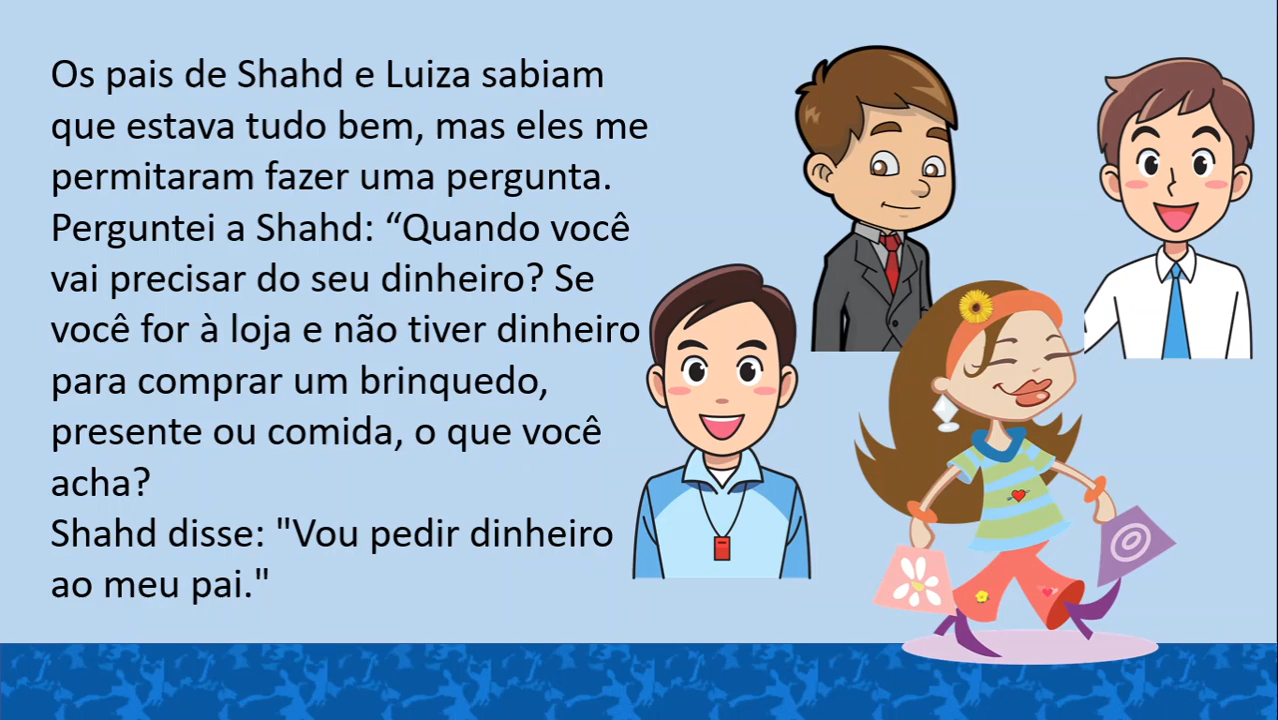 Os pais de Shahd e Luiza sabiam
que estava tudo bem, mas eles me
permitaram fazer uma pergunta.
Perguntei a Shahd: “Quando você
vai precisar do seu dinheiro? Se
você for à loja e não tiver dinheiro
para comprar um brinquedo,
presente ou comida, o que você
acha?
Shahd disse: "Vou pedir dinheiro
ao meu pai."